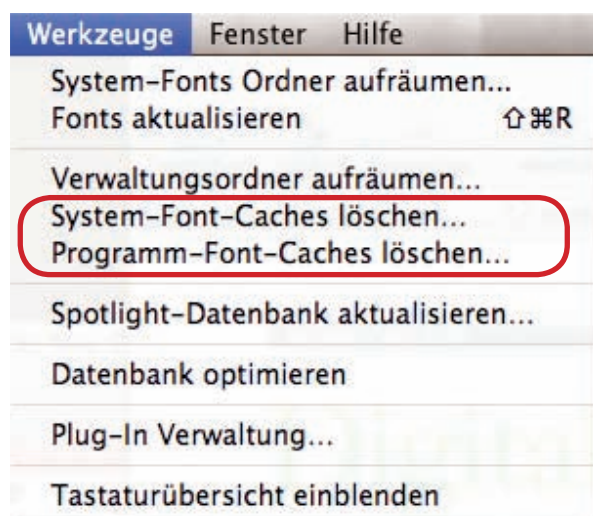 Werkzeuge Fenster Hilfe
System-Fonts Ordner aufräumen...
Fonts aktualisieren ⇧⌘R
Verwaltungsordner aufräumen...
System-Font-Caches löschen...
Programm-Font-Caches löschen...
Spotlight-Datenbank aktualisieren...
Datenbank optimieren
Plug-In Verwaltung...
Tastaturübersicht einblenden